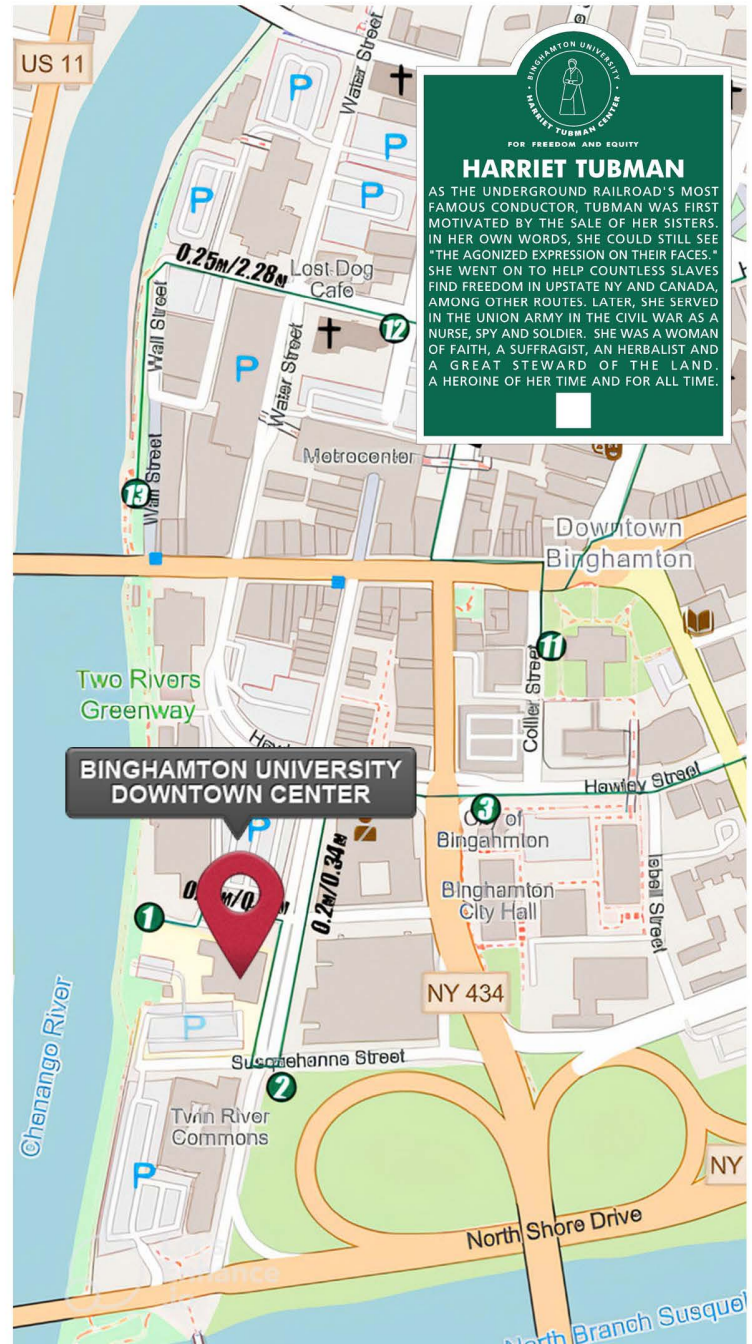 US 11
Water Street
P
P
P
P
BINGHAMTON UNIVERSITY
HARRIET TUBMAN CENTER
FOR FREEDOM AND EQUITY
HARRIET TUBMAN
AS THE UNDERGROUND RAILROAD'S MOST
FAMOUS CONDUCTOR, TUBMAN WAS FIRST
MOTIVATED BY THE SALE OF HER SISTERS.
IN HER OWN WORDS, SHE COULD STILL SEE
"THE AGONIZED EXPRESSION ON THEIR FACES."
SHE WENT ON TO HELP COUNTLESS SLAVES
FIND FREEDOM IN UPSTATE NY AND CANADA,
AMONG OTHER ROUTES. LATER, SHE SERVED
IN THE UNION ARMY IN THE CIVIL WAR AS A
NURSE, SPY AND SOLDIER. SHE WAS A WOMAN
OF FAITH, A SUFFRAGIST, AN HERBALIST AND
A GREAT STEWARD OF THE LAND.
A HEROINE OF HER TIME AND FOR ALL TIME.
0.25M/2.28M
Lost Dog
Cafe
12
Wall Street
P
Water Street
Metrocenter
Wall Street
13
Downtown
Binghamton
11
Collier Street
Two Rivers
Greenway
BINGHAMTON UNIVERSITY
DOWNTOWN CENTER
Hawley Street
3
City of
Bingahmton
P
0.2M/0.34M
Binghamton
City Hall
Isbell Street
1
NY 434
P
Chenango River
Susquehanna Street
2
Twin River
Commons
P
NY
North Shore Drive
North Branch Susquel